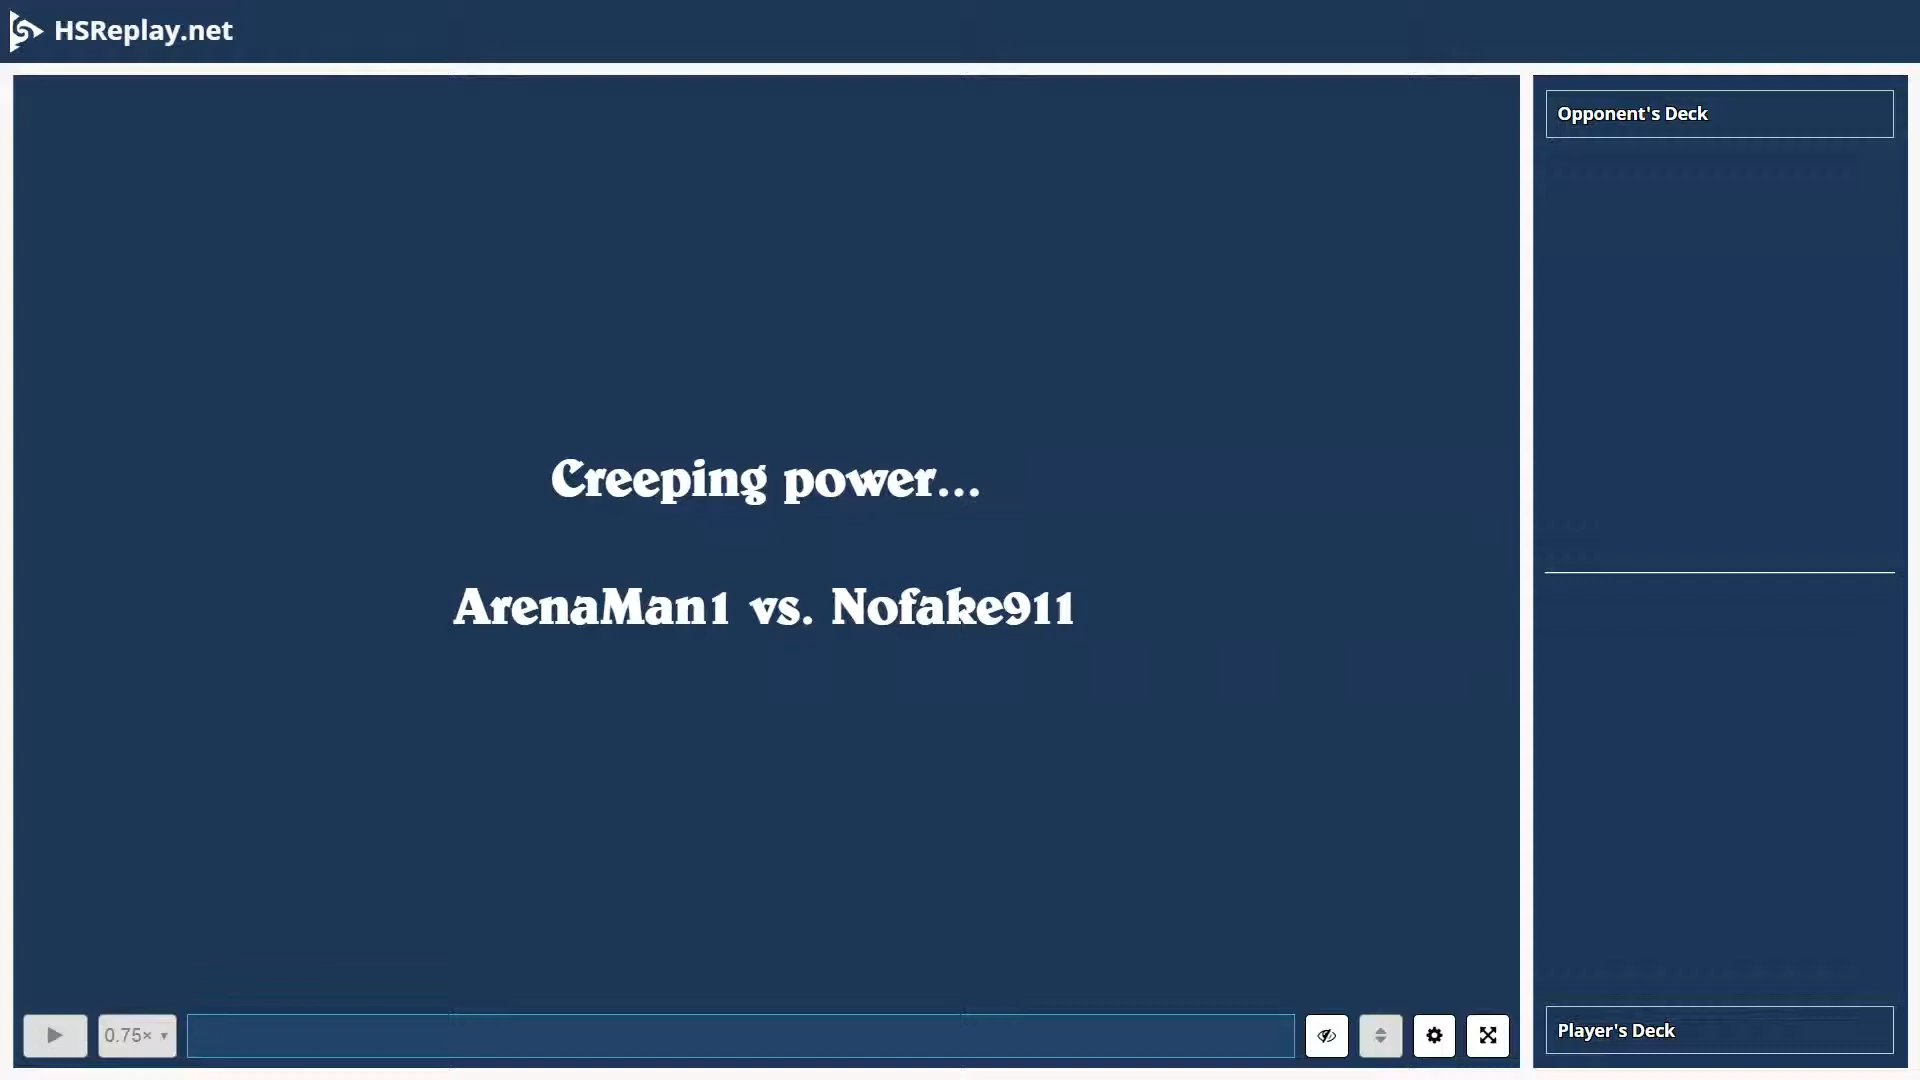 HSReplay.net
Opponent's Deck
Creeping power...
ArenaMan1 vs. Nofake911
0.75×
Player's Deck